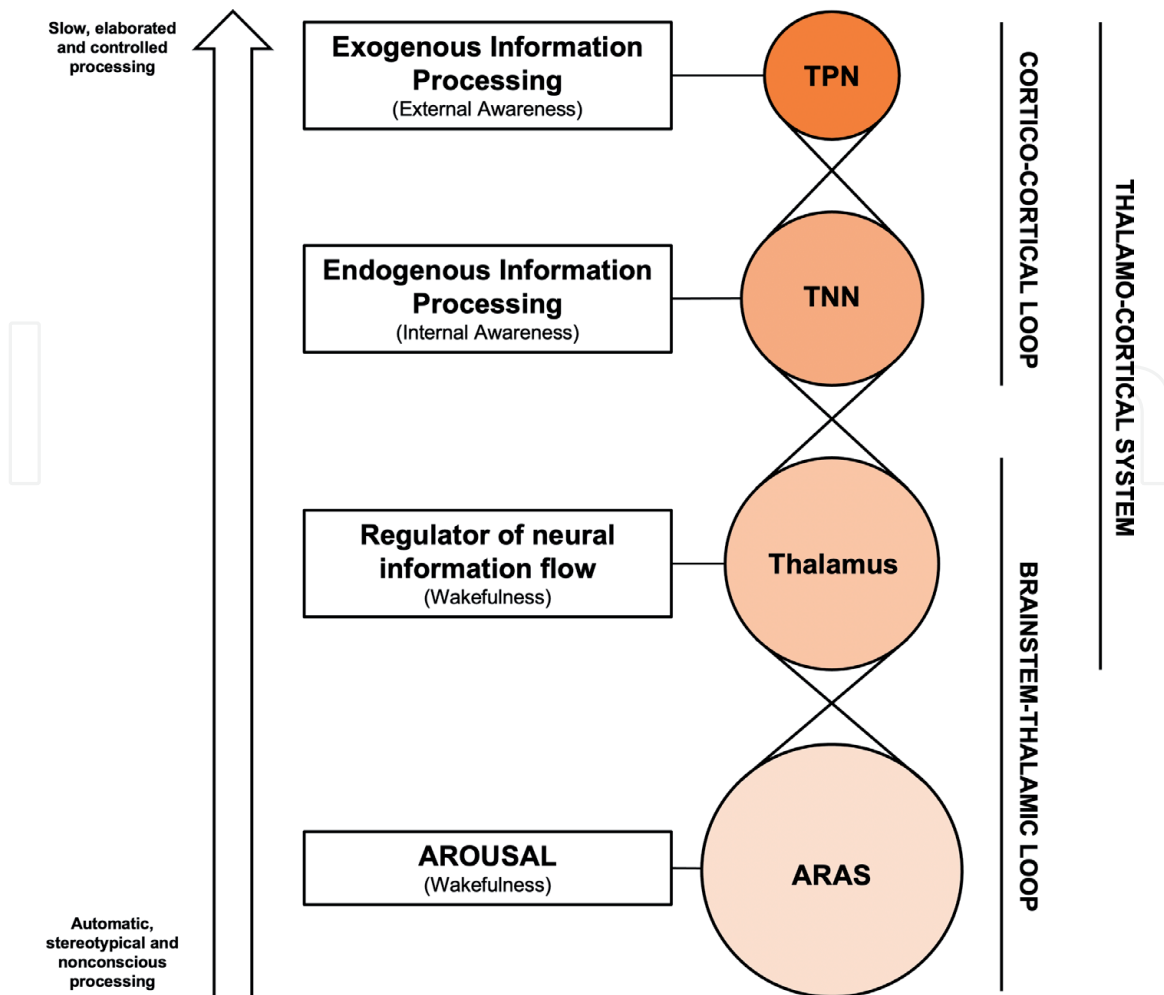 Slow, elaborated
and controlled
processing
Exogenous Information
Processing
(External Awareness)
TPN
Endogenous Information
Processing
(Internal Awareness)
TNN
CORTICO-CORTICAL LOOP
THALAMO-CORTICAL SYSTEM
Regulator of neural
information flow
(Wakefulness)
Thalamus
BRAINSTEM-THALAMIC LOOP
AROUSAL
(Wakefulness)
ARAS
Automatic,
stereotypical and
nonconscious
processing